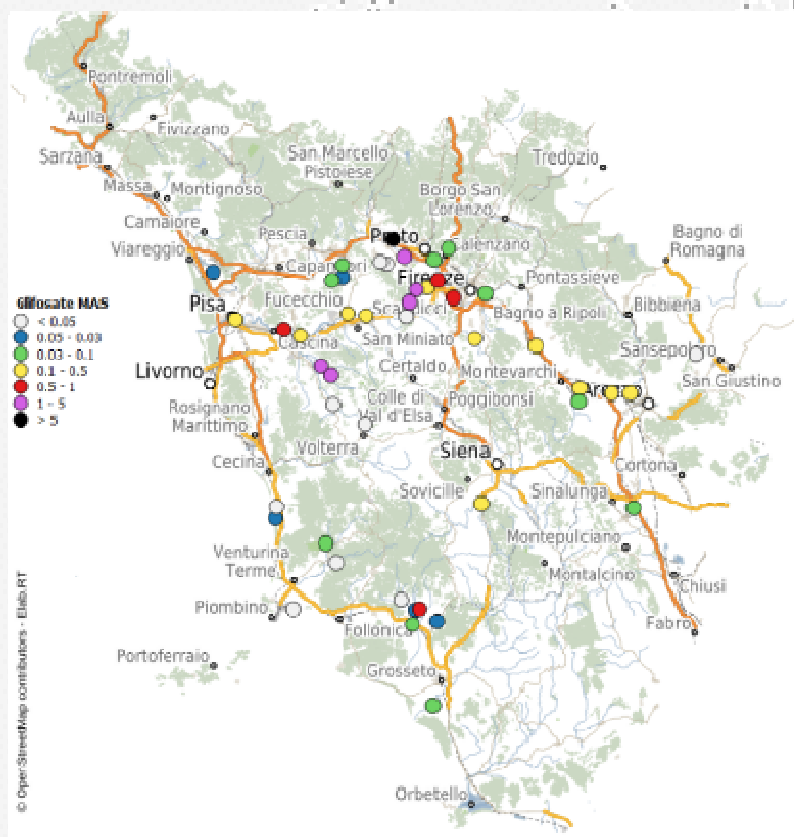 Pontremoli
Aulla
Fivizzano
Sarzana
San Marcello
Pistoiese
Tredozio
Massa
Montignoso
Borgo San
Lorenzo
Camaiore
Pescia
Prato
Calenzano
Bagno di
Romagna
Viareggio
Capannori
Firenze
Pontassieve
Glifosate MAS
< 0.05
0.05 - 0.03
0.03 - 0.1
0.1 - 0.5
0.5 - 1
1 - 5
> 5
Pisa
Fucecchio
Scandicci
Bagno a Ripoli
Bibbiena
Cascina
San Miniato
Sansepolcro
Livorno
Certaldo
Montevarchi
Arezzo
San Giustino
Rosignano
Marittimo
Colle di
Val d'Elsa
Poggibonsi
Volterra
Siena
Cecina
Cortona
Sovicille
Sinalunga
Venturina
Terme
Montepulciano
Montalcino
Chiusi
Piombino
Follonica
Fabro
Portoferraio
Grosseto
Orbetello
© OpenStreetMap contributors - Elab.RT